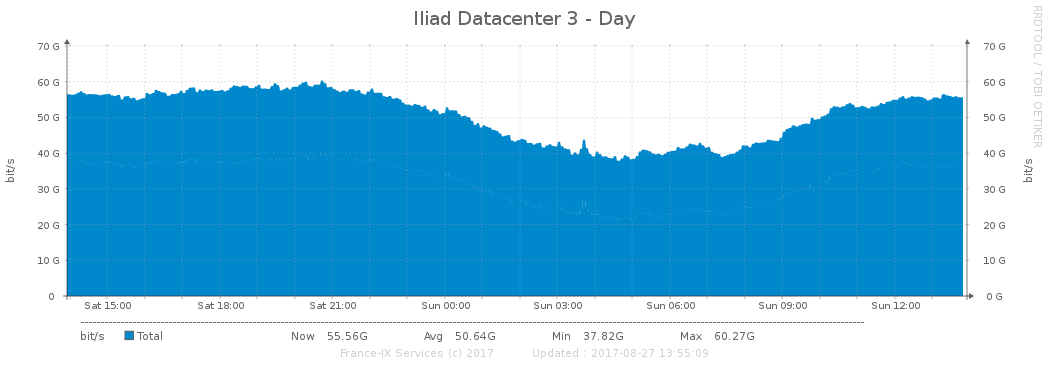 Iliad Datacenter 3 - Day
RRDTOOL / TOBI OETIKER
70 G 70 G
60 G 60 G
50 G 50 G
40 G 40 G
30 G 30 G
20 G 20 G
10 G 10 G
0 0 G
bit/s bit/s
Sat 15:00 Sat 18:00 Sat 21:00 Sun 00:00 Sun 03:00 Sun 06:00 Sun 09:00 Sun 12:00
bit/s Total Now 55.56G Avg 50.64G Min 37.82G Max 60.27G
France-IX Services (c) 2017 Updated : 2017-08-27 13:55:09